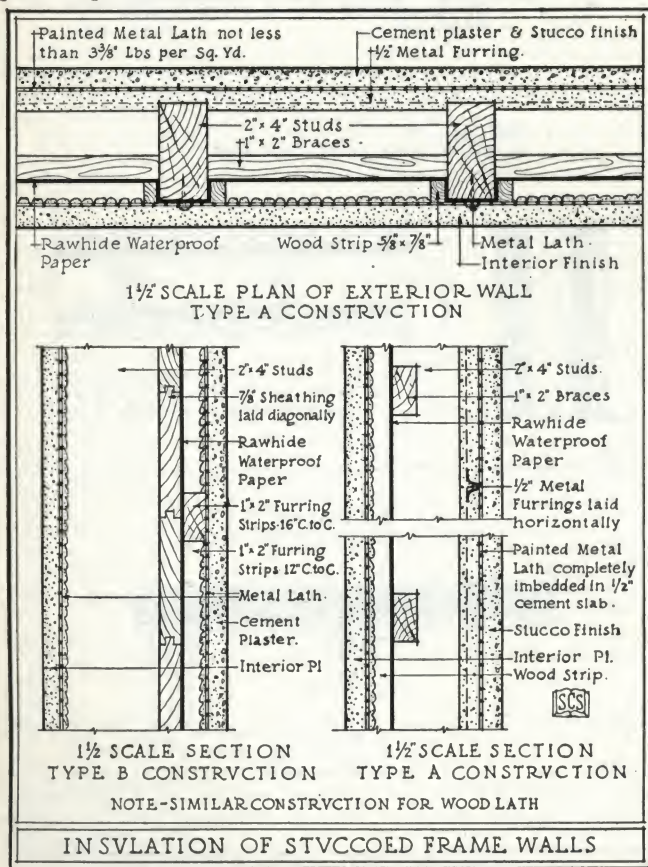 Painted Metal Lath not less
than 3⅜" Lbs per Sq. Yd.
Cement plaster & Stucco finish
½" Metal Furring.
2"x 4" Studs
1"x 2" Braces.
Rawhide Waterproof
Paper
Wood Strip ⅝"x⅞"
Metal Lath.
Interior Finish
1½" SCALE PLAN OF EXTERIOR WALL
TYPE A CONSTRVCTION
2"x 4" Studs
⅞" Sheathing
laid diagonally
Rawhide
Waterproof
Paper
1"x 2" Furring
Strips-16"C.to C.
1"x 2" Furring
Strips 12"C.to C.
Metal Lath.
Cement
Plaster.
Interior Pl
1½ SCALE SECTION
TYPE B CONSTRVCTION
2"x 4" Studs.
1"x 2" Braces
Rawhide
Waterproof
Paper
½" Metal
Furrings laid
horizontally
Painted Metal
Lath completely
imbedded in ½"
cement slab.
Stucco Finish
Interior Pl.
Wood Strip.
SCS
1½" SCALE SECTION
TYPE A CONSTRVCTION
NOTE-SIMILAR CONSTRVCTION FOR WOOD LATH
INSVLATION OF STVCCOED FRAME WALLS